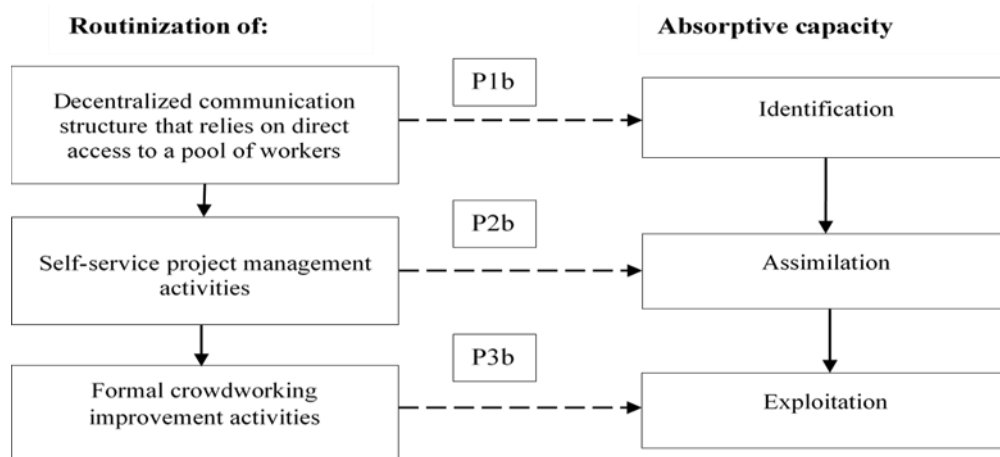 Routinization of:
Absorptive capacity
Decentralized communication
structure that relies on direct
access to a pool of workers
P1b
Identification
Self-service project management
activities
P2b
Assimilation
Formal crowdworking
improvement activities
P3b
Exploitation